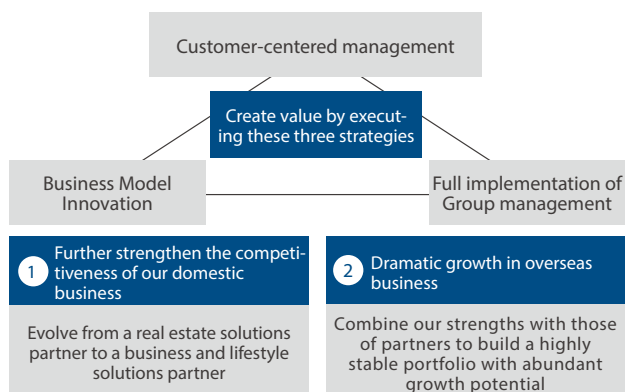 Customer-centered management
Create value by execut-
ing these three strategies
Business Model
Innovation
Full implementation of
Group management
1
Further strengthen the competi-
tiveness of our domestic
business
Evolve from a real estate solutions
partner to a business and lifestyle
solutions partner
2
Dramatic growth in overseas
business
Combine our strengths with those
of partners to build a highly
stable portfolio with abundant
growth potential